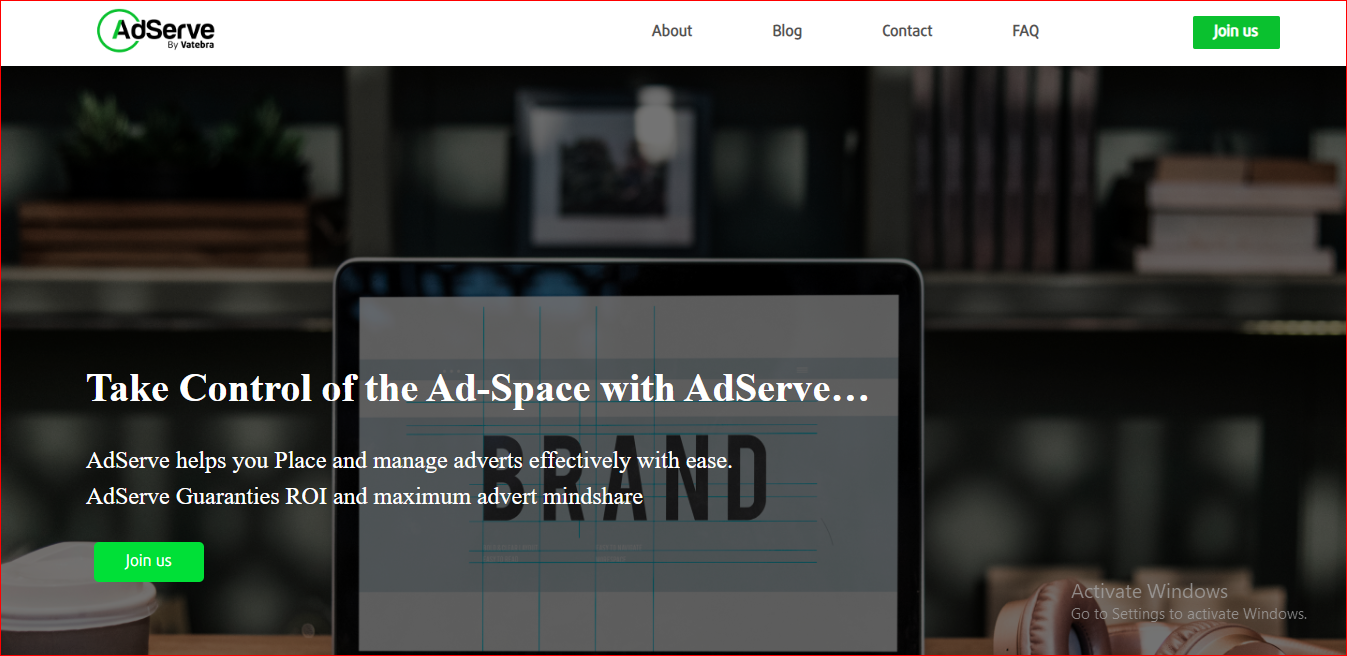 AdServe
By Vatebra
About
Blog
Contact
FAQ
Join us
Take Control of the Ad-Space with AdServe…
AdServe helps you Place and manage adverts effectively with ease.
AdServe Guaranties ROI and maximum advert mindshare
BRAND
Join us
Activate Windows
Go to Settings to activate Windows.